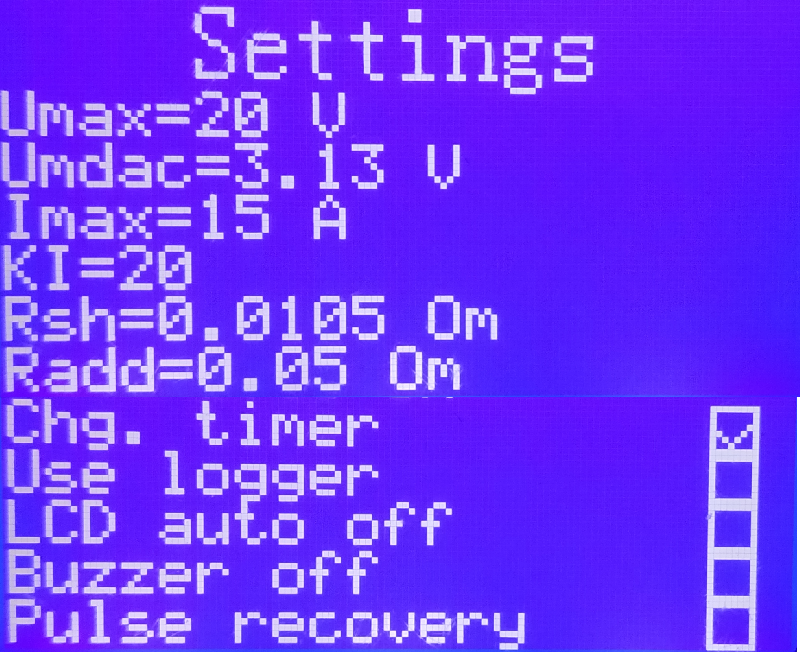 Settings
Umax=20 V
Umdac=3.13 V
Imax=15 A
KI=20
Rsh=0.0105 Om
Radd=0.05 Om
Chg. timer
Use logger
LCD auto off
Buzzer off
Pulse recovery